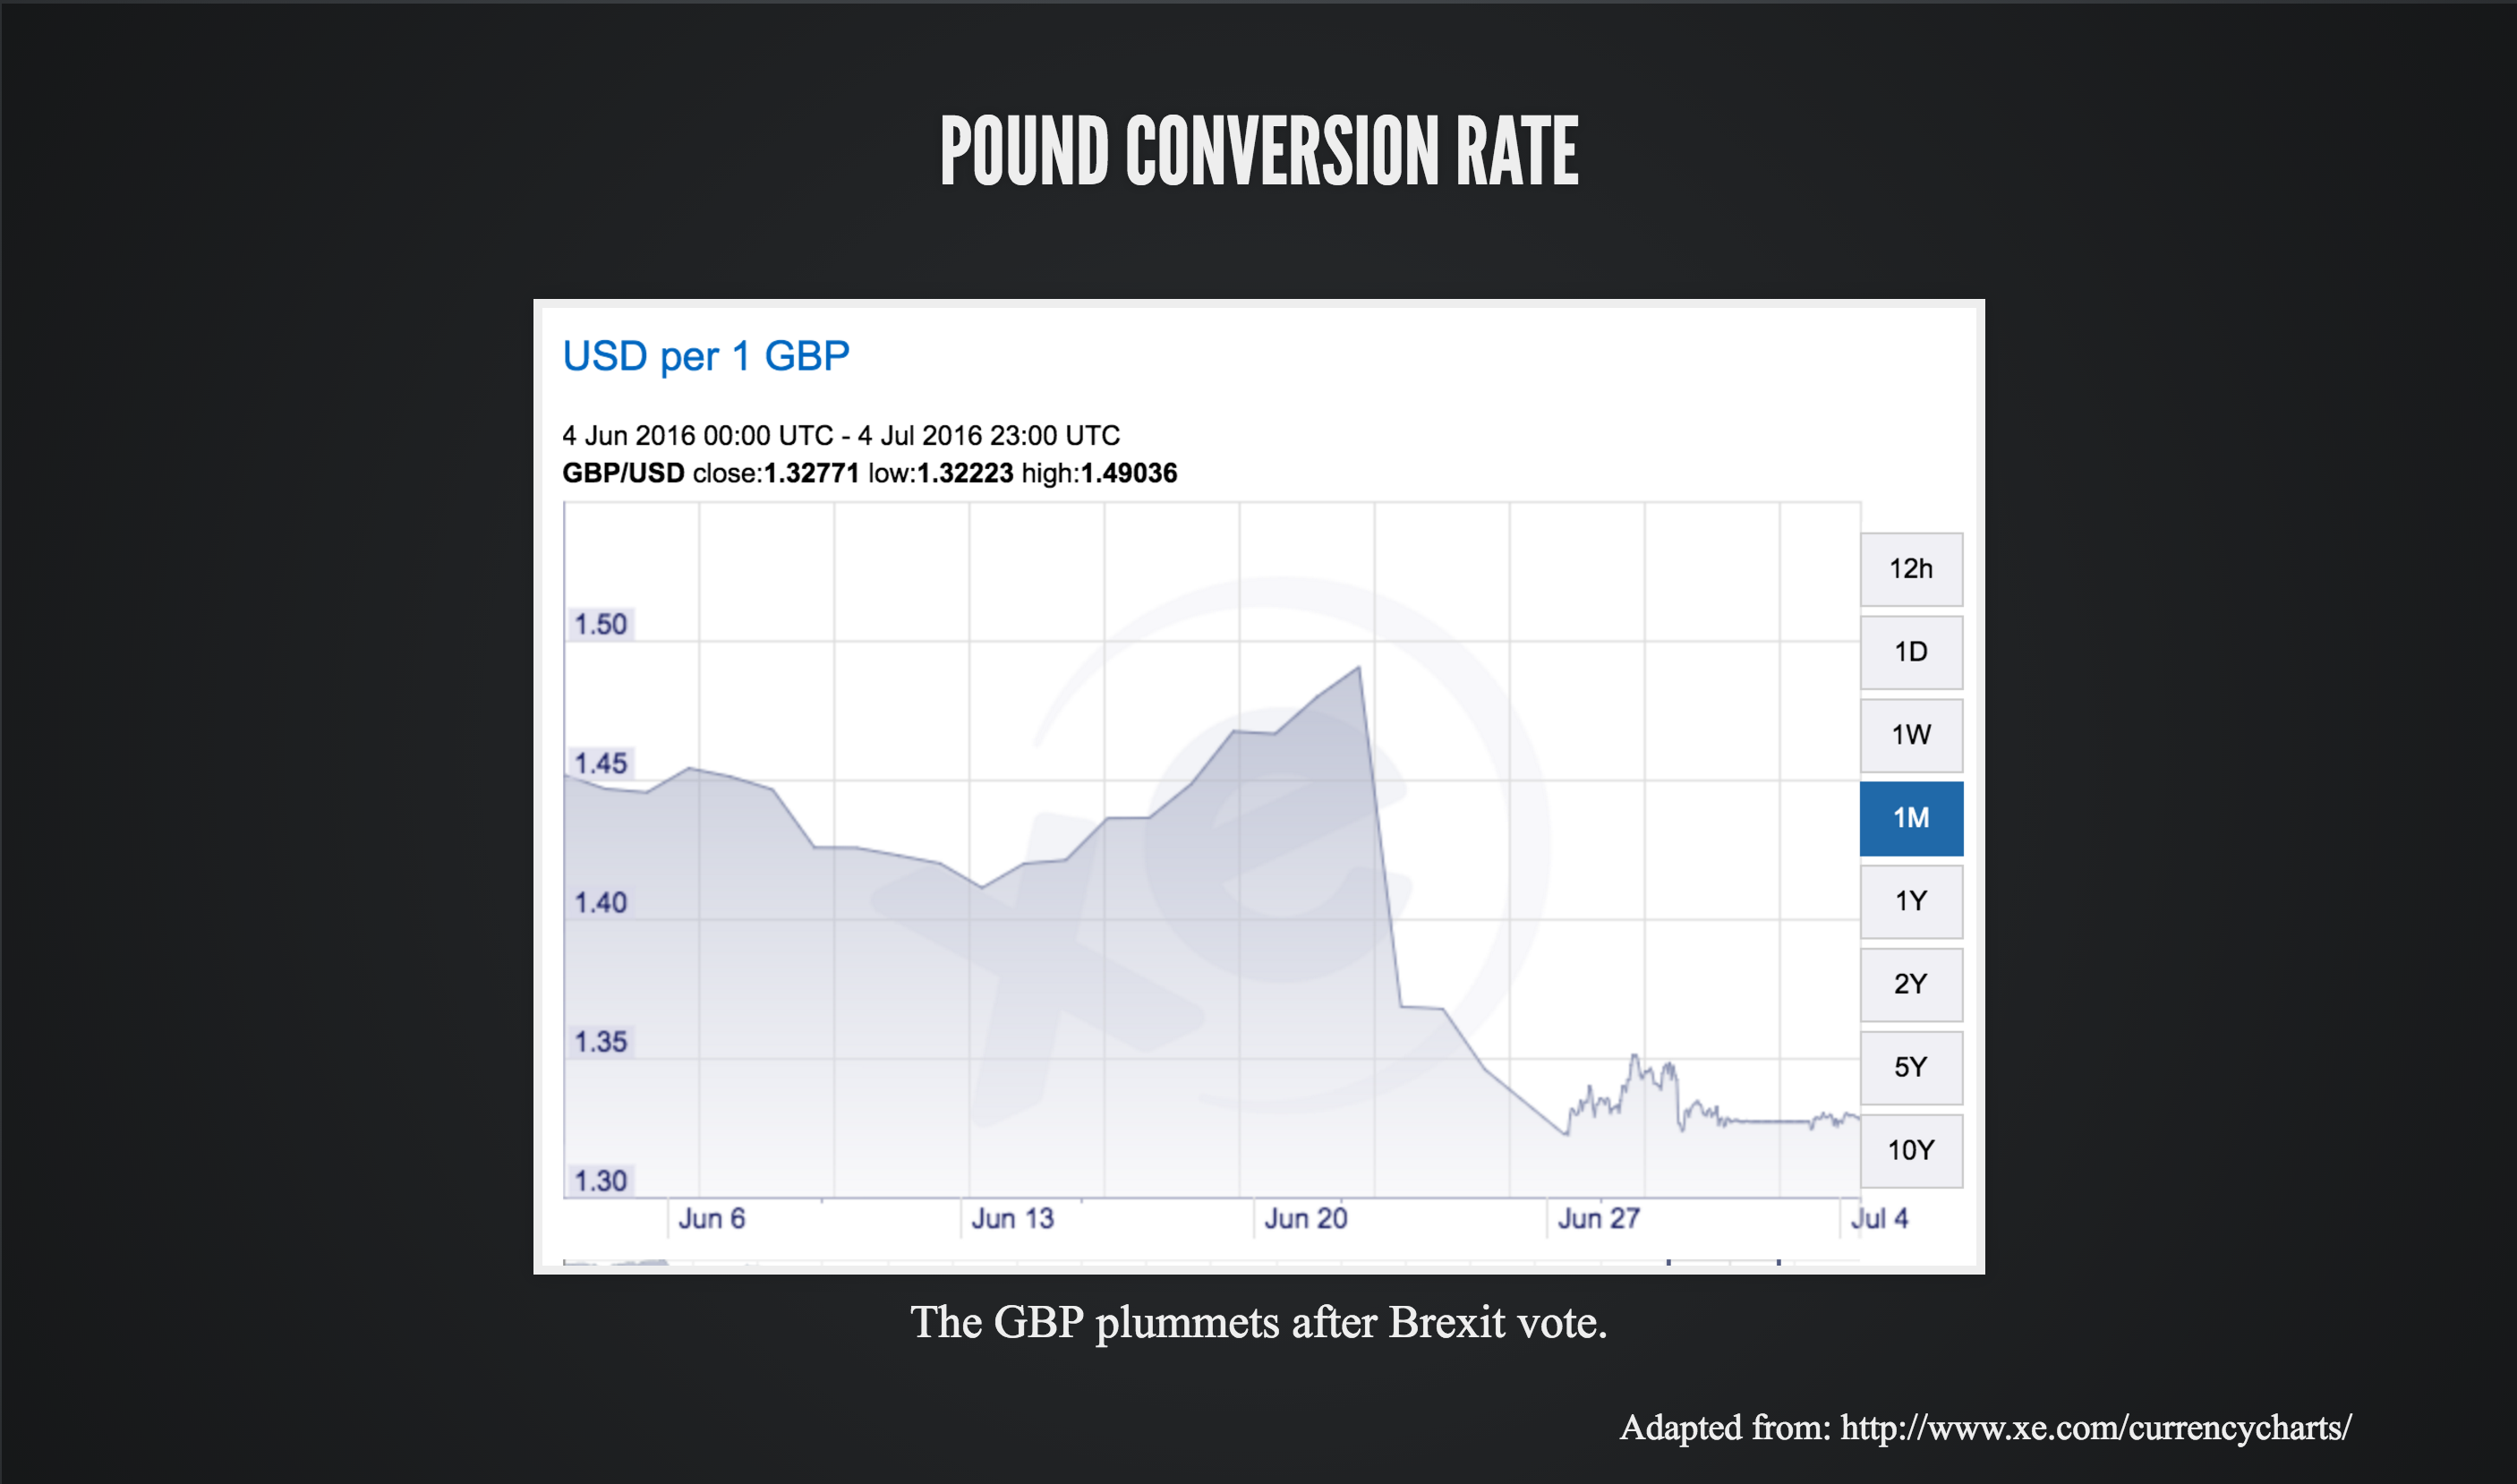 POUND CONVERSION RATE
USD per 1 GBP
4 Jun 2016 00:00 UTC - 4 Jul 2016 23:00 UTC
GBP/USD close:1.32771 low:1.32223 high:1.49036
1.50
1.45
1.40
1.35
1.30
xe
12h
1D
1W
1M
1Y
2Y
5Y
10Y
Jun 6 Jun 13 Jun 20 Jun 27 Jul 4
The GBP plummets after Brexit vote.
Adapted from: http://www.xe.com/currencycharts/